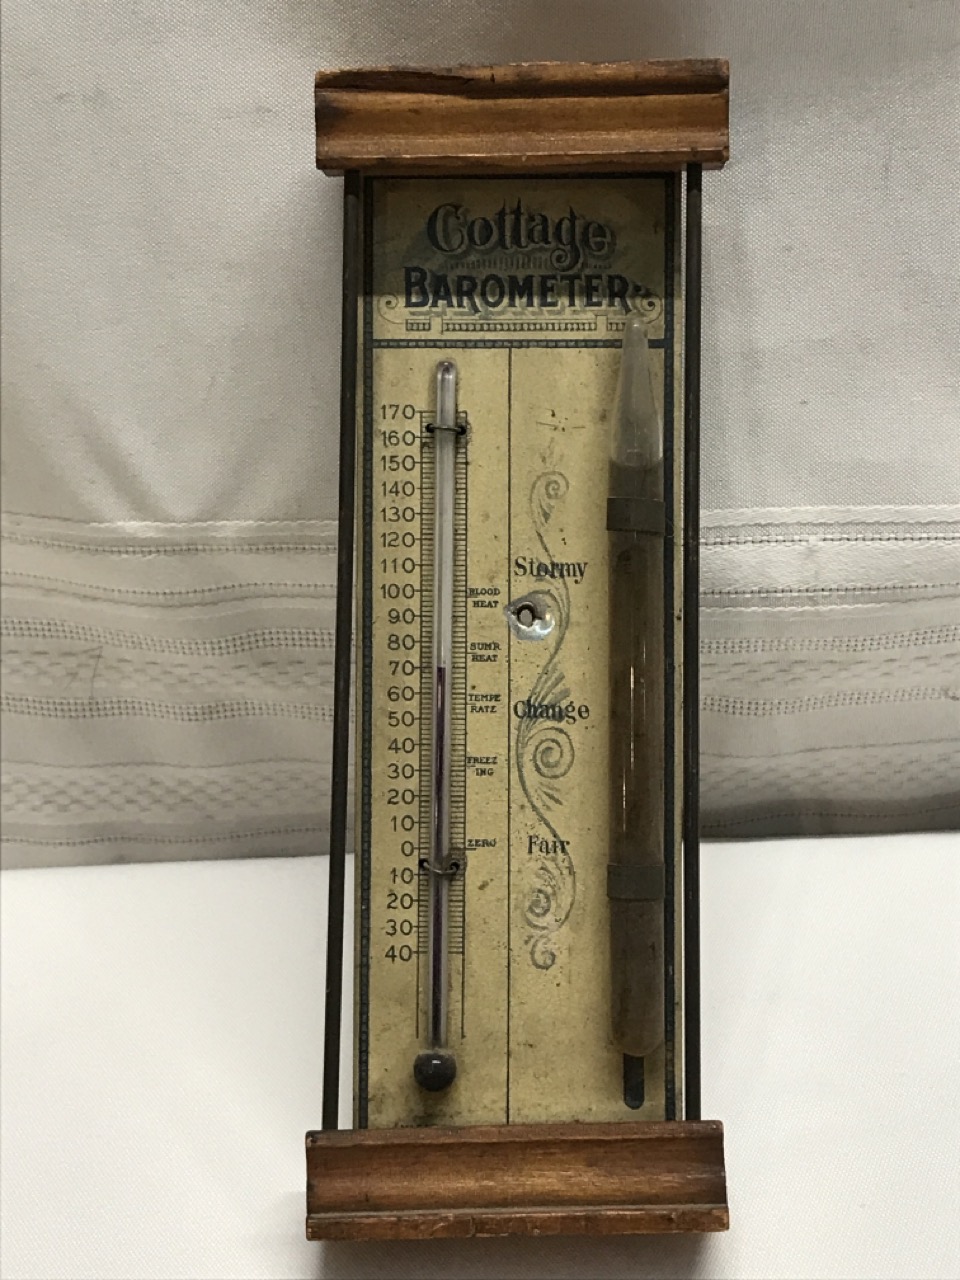 Cottage
BAROMETER
170
160
150
140
130
120
110
100
90
80
70
60
50
40
30
20
10
0
10
20
30
40
BLOOD
HEAT
SUM'R
HEAT
TEMPE
RATE
FREEZ
ING
ZERO
Stormy
Change
Fair